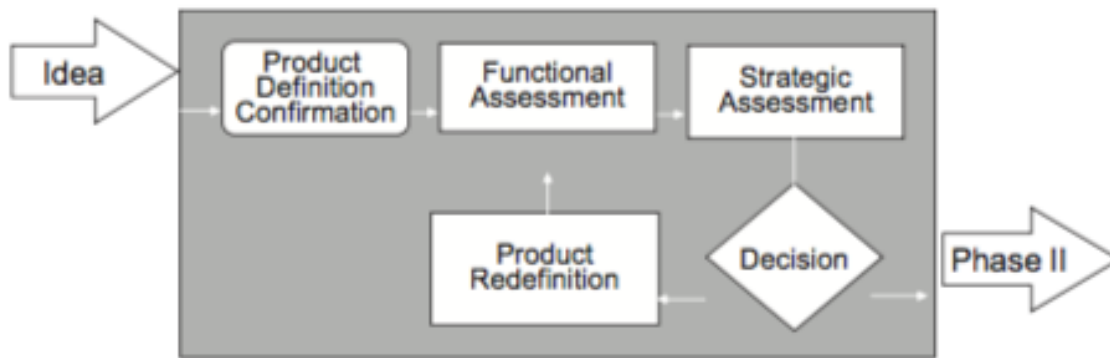 Idea
Product
Definition
Confirmation
Functional
Assessment
Strategic
Assessment
Product
Redefinition
Decision
Phase II